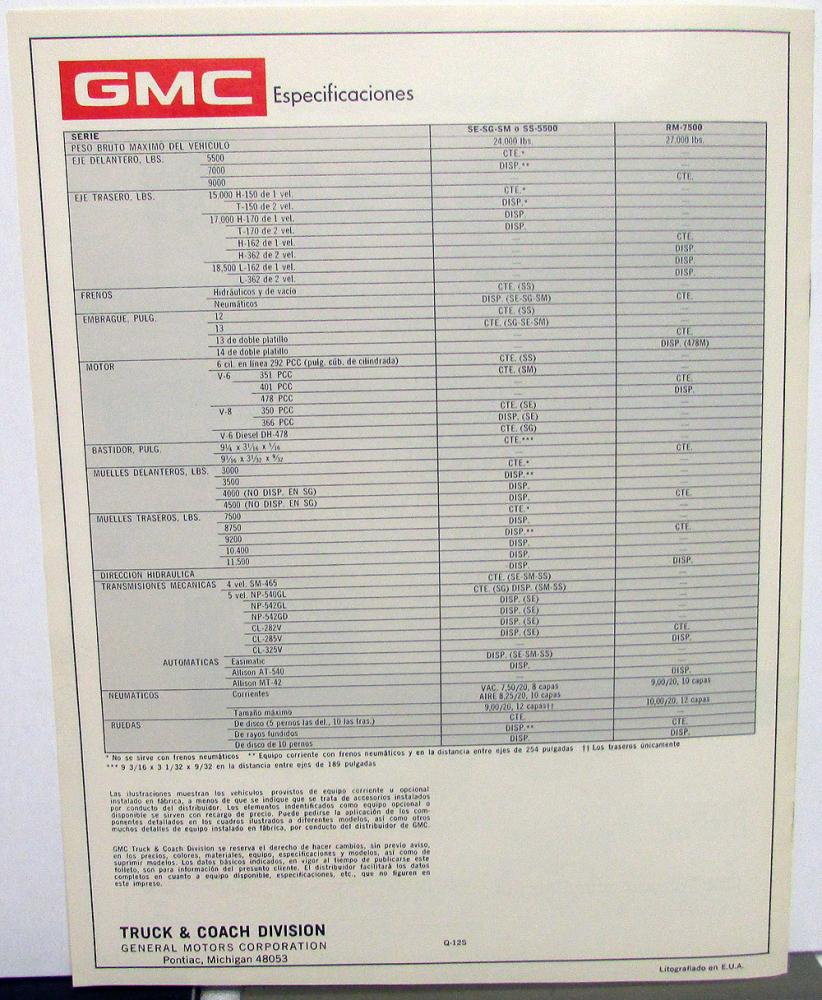 GMC Especificaciones
SERIE SE-SG-SM o SS-5500 RM-7500
PESO BRUTO MAXIMO DEL VEHICULO 24,000 lbs. 27,000 lbs.
EJE DELANTERO, LBS. 5500 CTE.* —
7000 DISP.** —
9000 — CTE.
EJE TRASERO, LBS. 15,000 H-150 de 1 vel. CTE.* —
T-150 de 2 vel. DISP.* —
17,000 H-170 de 1 vel. DISP. —
T-170 de 2 vel. DISP. —
H-162 de 1 vel. — CTE.
H-362 de 2 vel. — DISP.
18,500 L-162 de 1 vel. — DISP.
L-362 de 2 vel. — DISP.
FRENOS Hidráulicos y de vacío CTE. (SS) —
Neumáticos DISP. (SE-SG-SM) CTE.
EMBRAGUE, PULG. 12 CTE. (SS) —
13 CTE. (SG-SE-SM) —
13 de doble platillo — CTE.
14 de doble platillo — DISP. (478M)
MOTOR 6 cil. en línea 292 PCC (pulg. cúb. de cilindrada) CTE. (SS) —
V-6 351 PCC CTE. (SM) —
401 PCC — CTE.
478 PCC — DISP.
V-8 350 PCC CTE. (SE) —
366 PCC DISP. (SE) —
V-6 Diesel DH-478 CTE. (SG) —
BASTIDOR, PULG. 9¼ x 3¹⁄₁₆ x ¹⁄₁₆ CTE.*** —
9³⁄₁₆ x 3¹⁄₃₂ x ⁹⁄₃₂ — CTE.
MUELLES DELANTEROS, LBS. 3000 CTE.* —
3500 DISP.** —
4000 (NO DISP. EN SG) DISP. —
4500 (NO DISP. EN SG) DISP. CTE.
MUELLES TRASEROS, LBS. 7500 CTE.* —
8750 DISP. —
9200 DISP.** CTE.
10.400 DISP. —
11.500 DISP. —
DIRECCION HIDRAULICA DISP. DISP.
TRANSMISIONES MECANICAS 4 vel. SM-465 CTE. (SE-SM-SS) —
5 vel. NP-540GL CTE. (SG) DISP. (SM-SS) —
NP-542GL DISP. (SE) —
NP-542GD DISP. (SE) —
CL-282V DISP. (SE) —
CL-285V DISP. (SE) CTE.
CL-325V — DISP.
AUTOMATICAS Easimatic DISP. (SE-SM-SS) —
Allison AT-540 DISP. —
Allison MT-42 — DISP.
NEUMATICOS Corrientes VAC. 7,50/20, 8 capas 9,00/20, 10 capas
AIRE 8,25/20, 10 capas
Tamaño máximo 9,00/20, 12 capas†† 10,00/20, 12 capas
RUEDAS De disco (5 pernos las del., 10 las tras.) CTE. —
De rayos fundidos DISP.** CTE.
De disco de 10 pernos DISP. DISP.
* No se sirve con frenos neumáticos ** Equipo corriente con frenos neumáticos y en la distancia entre ejes de 254 pulgadas †† Los traseros únicamente
*** 9 3/16 x 3 1/32 x 9/32 en la distancia entre ejes de 189 pulgadas
Las ilustraciones muestran los vehículos provistos de equipo corriente u opcional
instalado en fábrica, a menos de que se indique que se trata de accesorios instalados
por conducto del distribuidor. Los elementos indentificados como equipo opcional o
disponible se sirven con recargo de precio. Puede pedirse la aplicación de los com-
ponentes detallados en los cuadros ilustrados a diferentes modelos, así como otros
muchos detalles de equipo instalado en fábrica, por conducto del distribuidor de GMC.
GMC Truck & Coach Division se reserva el derecho de hacer cambios, sin previo aviso,
en los precios, colores, materiales, equipo, especificaciones y modelos, así como de
suprimir modelos. Los datos básicos indicados, en vigor al tiempo de publicarse este
folleto, son para información del presunto cliente. El distribuidor facilitará los datos
completos en cuanto a equipo disponible, especificaciones, etc., que no figuren en
este impreso.
TRUCK & COACH DIVISION
GENERAL MOTORS CORPORATION
Pontiac, Michigan 48053
Q-12S
Litografiado en E.U.A.